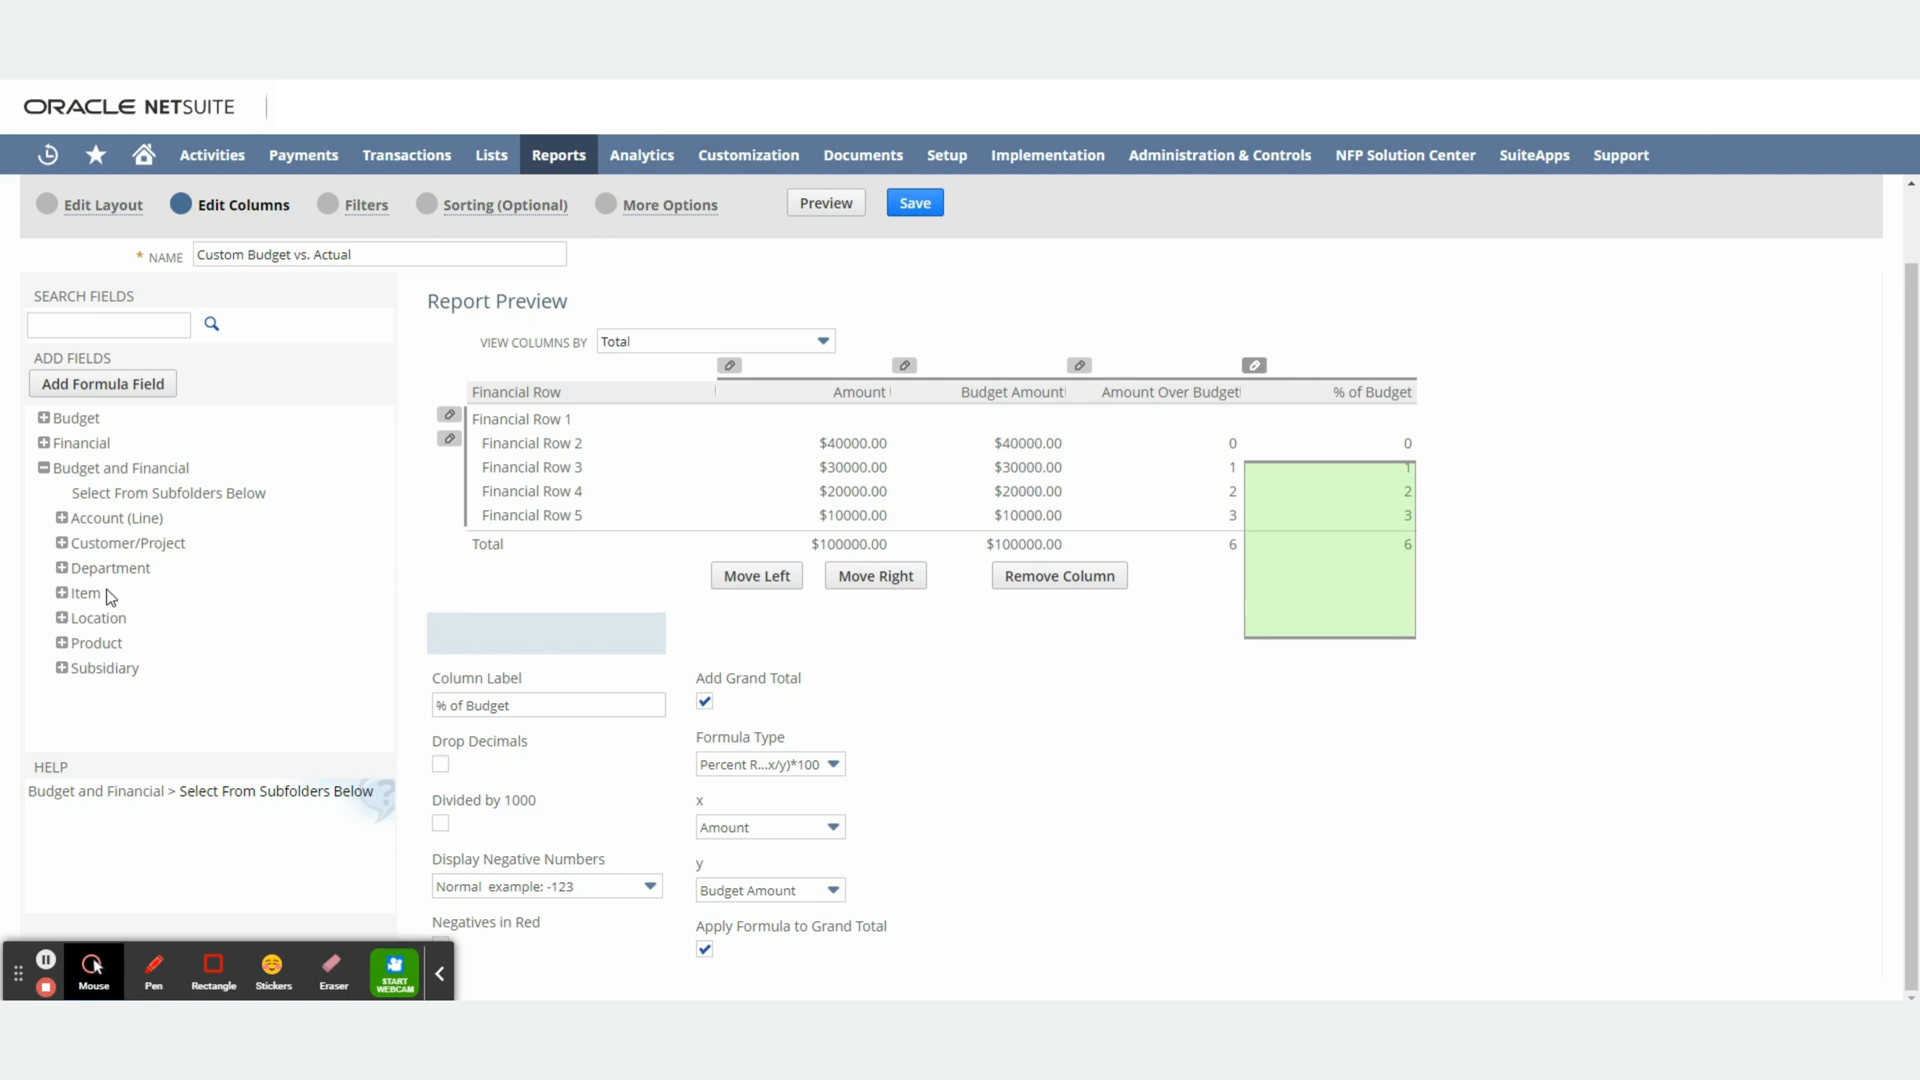 ORACLE NETSUITE
Activities Payments Transactions Lists Reports Analytics Customization Documents Setup Implementation Administration & Controls NFP Solution Center SuiteApps Support
Edit Layout Edit Columns Filters Sorting (Optional) More Options Preview Save
* NAME Custom Budget vs. Actual
SEARCH FIELDS
ADD FIELDS
Add Formula Field
Budget
Financial
Budget and Financial
Select From Subfolders Below
Account (Line)
Customer/Project
Department
Item
Location
Product
Subsidiary
HELP
Budget and Financial > Select From Subfolders Below
Report Preview
VIEW COLUMNS BY Total
Financial Row Amount Budget Amount Amount Over Budget % of Budget
Financial Row 1
Financial Row 2 $40000.00 $40000.00 0 0
Financial Row 3 $30000.00 $30000.00 1 1
Financial Row 4 $20000.00 $20000.00 2 2
Financial Row 5 $10000.00 $10000.00 3 3
Total $100000.00 $100000.00 6 6
Move Left Move Right Remove Column
Column Label
% of Budget
Drop Decimals
Divided by 1000
Display Negative Numbers
Normal example: -123
Negatives in Red
Add Grand Total
Formula Type
Percent R...x/y)*100
x
Amount
y
Budget Amount
Apply Formula to Grand Total
Mouse Pen Rectangle Stickers Eraser START WEBCAM